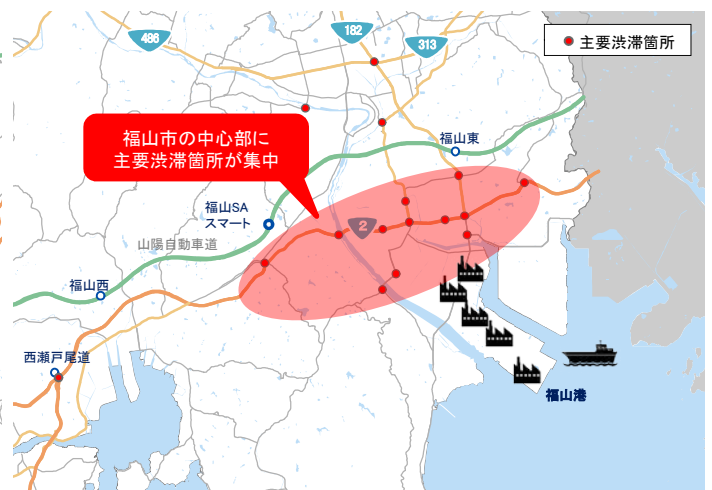 486
182
313
主要渋滞箇所
福山市の中心部に
主要渋滞箇所が集中
福山東
福山SA
スマート
2
山陽自動車道
福山西
西瀬戸尾道
福山港